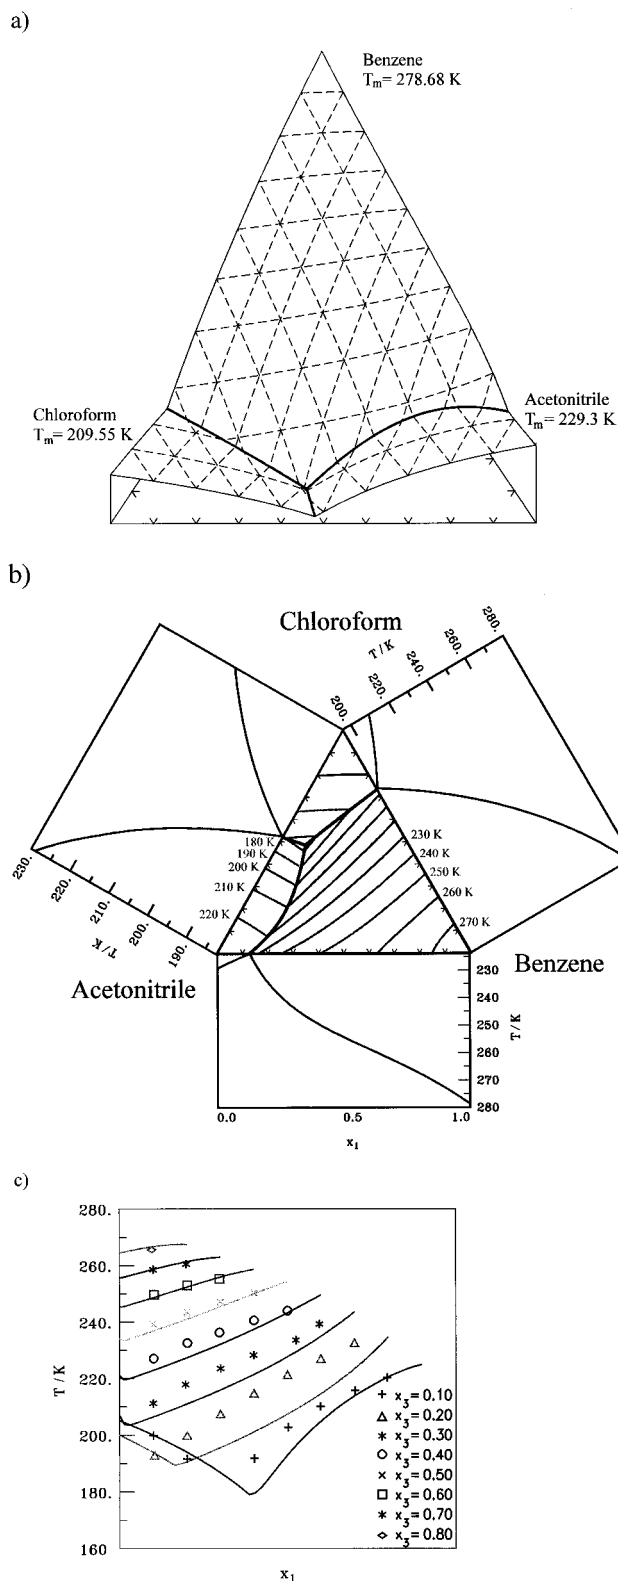 a)
Benzene
Tm= 278.68 K
Chloroform
Tm= 209.55 K
Acetonitrile
Tm= 229.3 K
b)
Chloroform
280.
260.
240.
220.
200.
T/K
180 K
190 K
200 K
210 K
220 K
230 K
240 K
250 K
260 K
270 K
230.
220.
210.
200.
190.
T/K
Acetonitrile
Benzene
230
240
250
260
270
280
T/K
0.0
0.5
1.0
x1
c)
280.
260.
240.
220.
200.
180.
160
T/K
+ x3=0.10
△ x3=0.20
✱ x3=0.30
○ x3=0.40
× x3=0.50
□ x3=0.60
✱ x3=0.70
◇ x3=0.80
x1